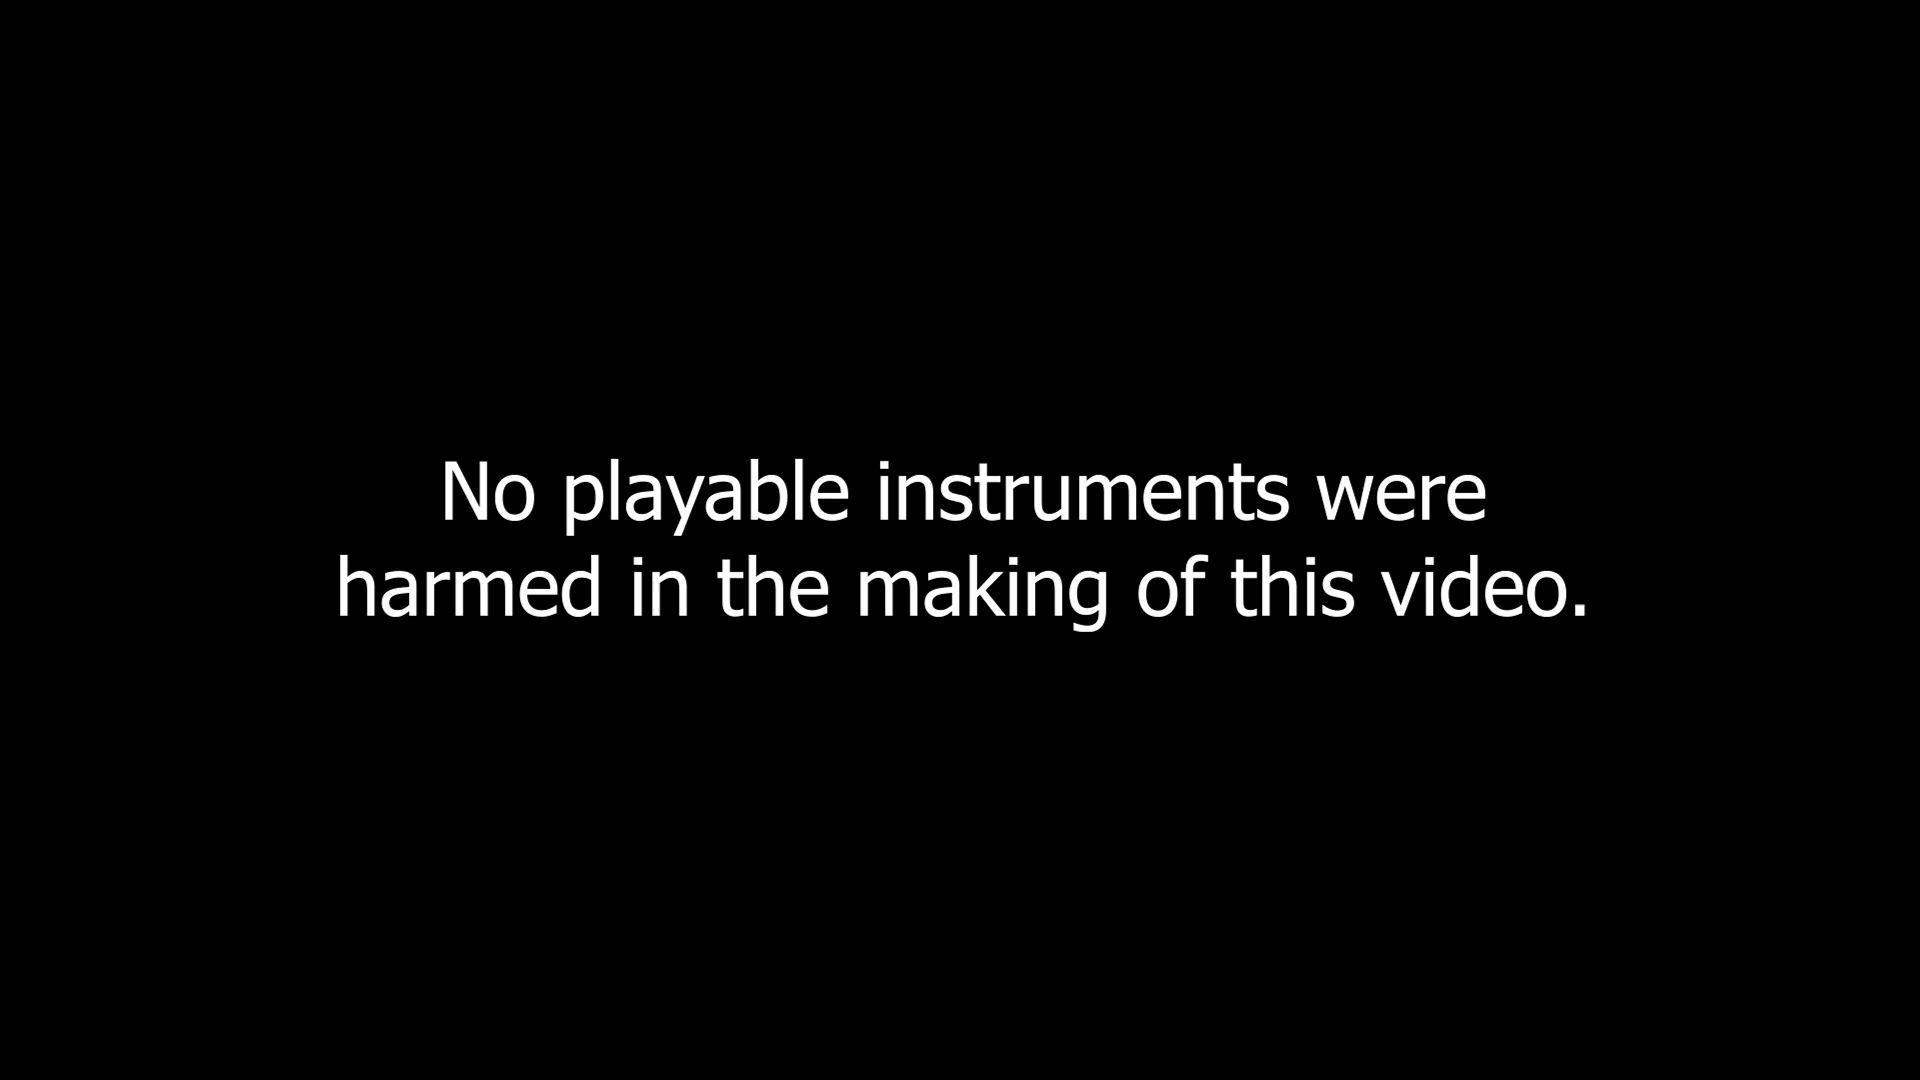 No playable instruments were
harmed in the making of this video.